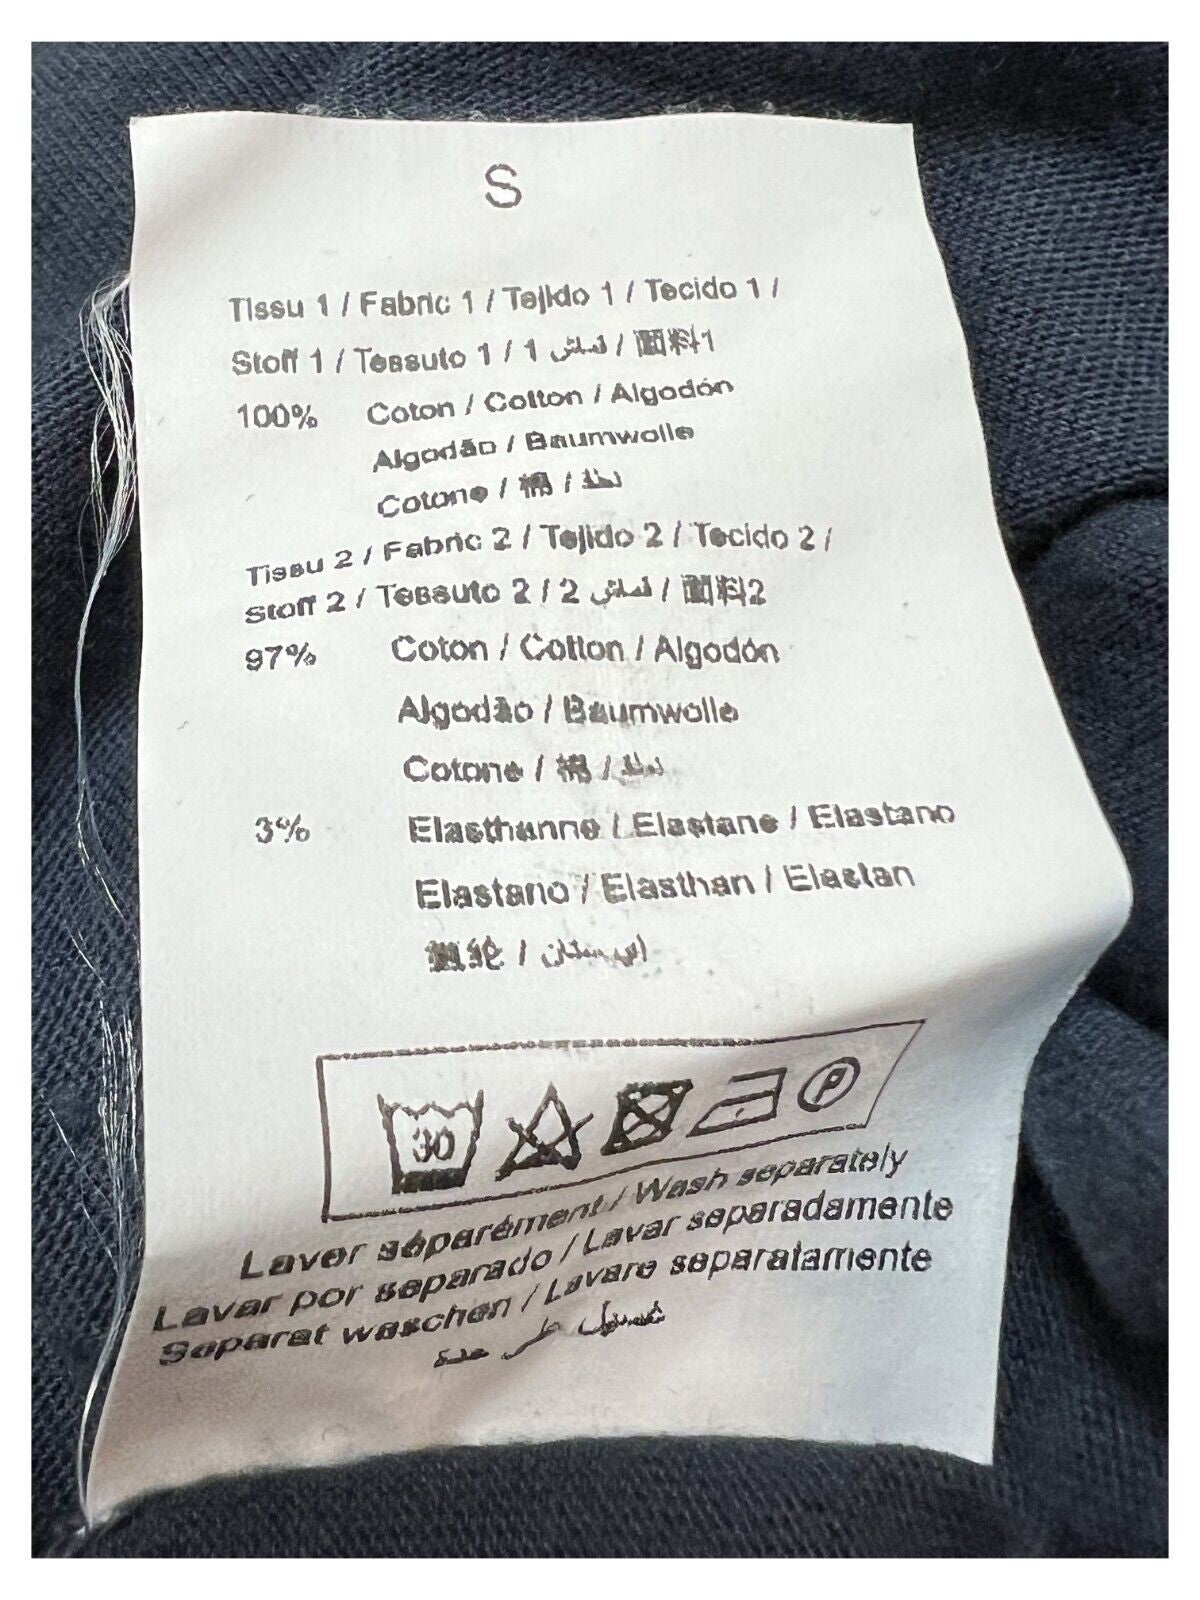 S
Tissu 1 / Fabric 1 / Tejido 1 / Tecido 1 /
Stoff 1 / Tessuto 1 / 1 قماش / 面料1
100% Coton / Cotton / Algodón
Algodão / Baumwolle
Cotone / 棉 / قطن
Tissu 2 / Fabric 2 / Tejido 2 / Tecido 2 /
Stoff 2 / Tessuto 2 / 2 قماش / 面料2
97% Coton / Cotton / Algodón
Algodão / Baumwolle
Cotone / 棉 / قطن
3% Elasthanne / Elastane / Elastano
Elastano / Elasthan / Elastan
/
30 P
Laver séparément / Wash separately
Lavar por separado / Lavar separadamente
Separat waschen / Lavare separatamente
غسيل على حدة